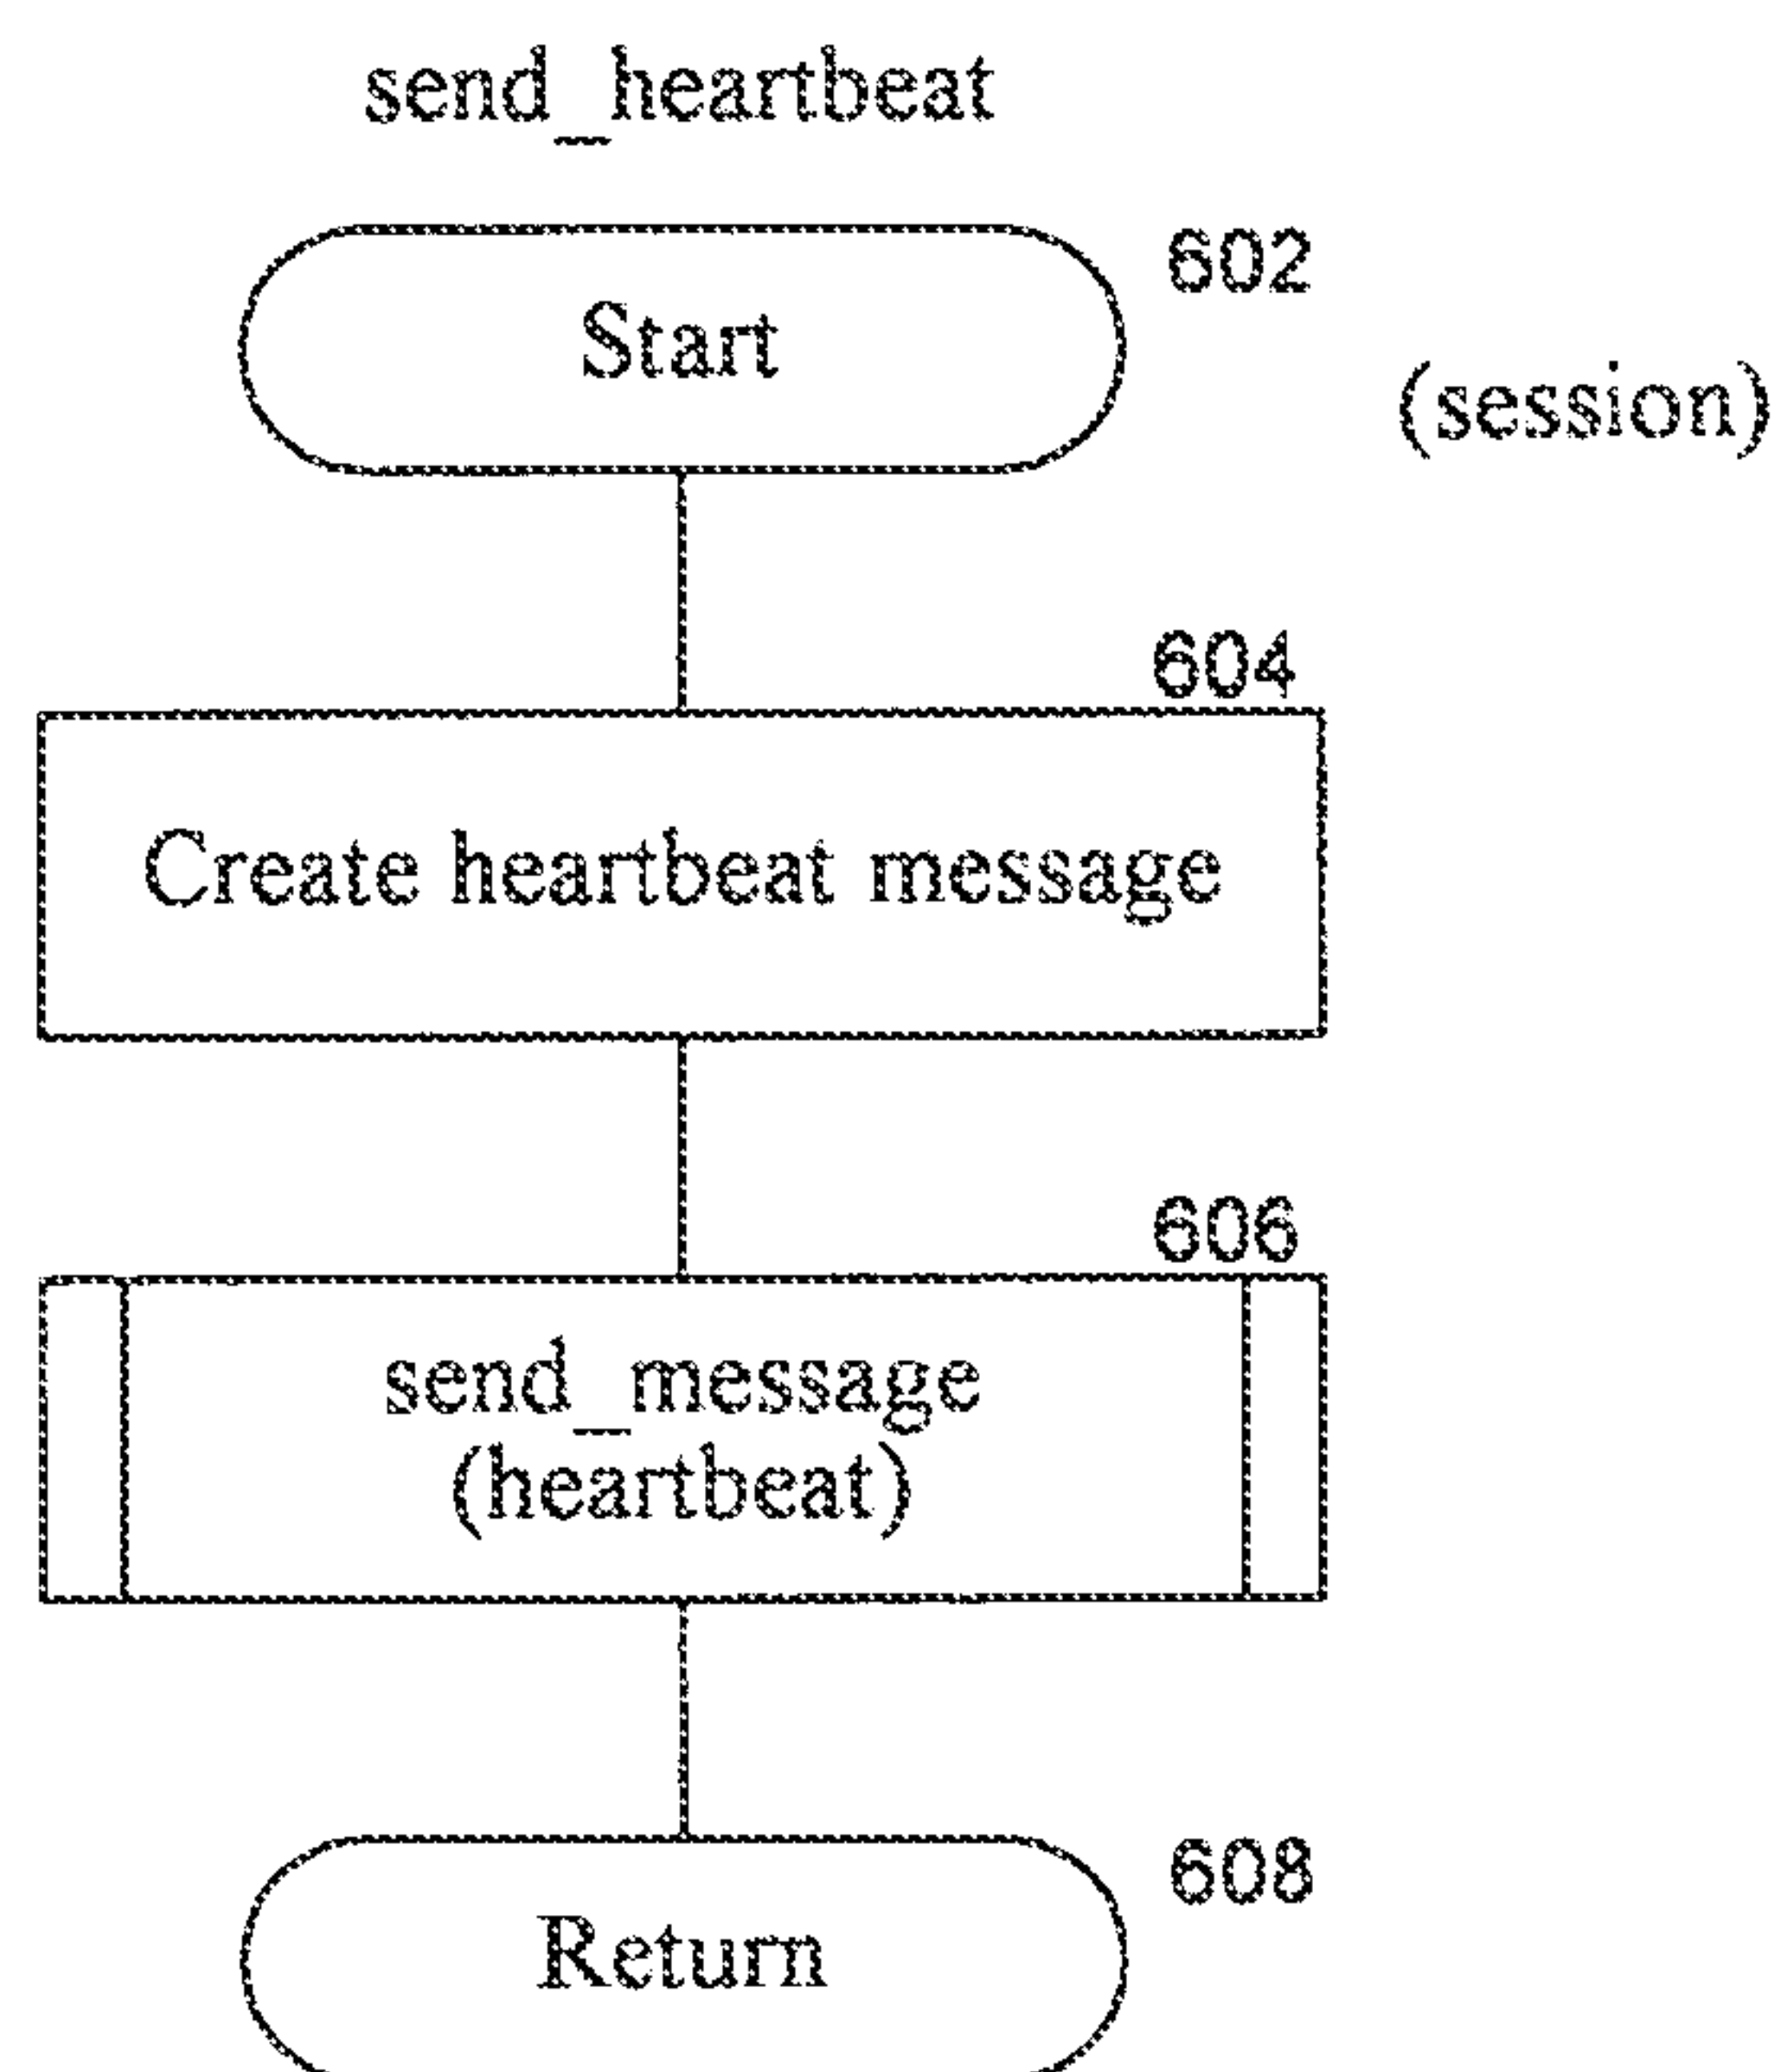 send_heartbeat
602
Start
(session)
604
Create heartbeat message
606
send_message
(heartbeat)
608
Return